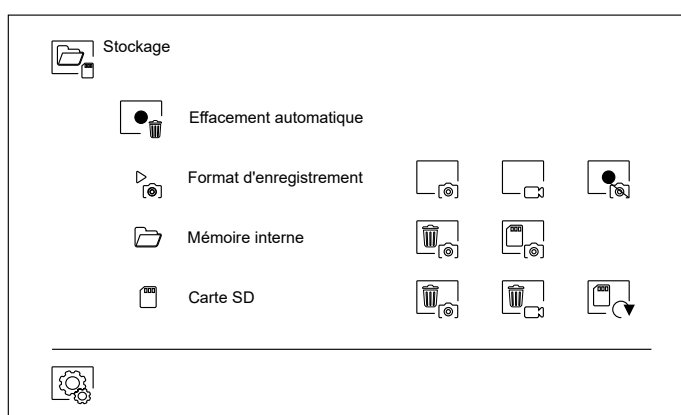 Stockage
Effacement automatique
Format d'enregistrement
Mémoire interne
Carte SD